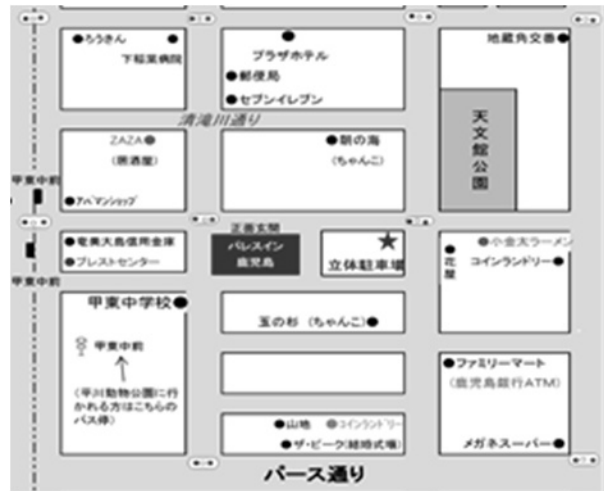 ろうきん
下稲葉病院
プラザホテル
郵便局
セブンイレブン
地蔵角交番
清滝川通り
天文館公園
ZAZA
(居酒屋)
朝の海
(ちゃんこ)
甲東中前
アパマンショップ
奄美大島信用金庫
ブレストセンター
甲東中前
正面玄関
パレスイン
鹿児島
立体駐車場
小金太ラーメン
花屋
コインランドリー
甲東中学校
甲東中前
(平川動物公園に行
かれる方はこちらの
バス停)
玉の杉 (ちゃんこ)
ファミリーマート
(鹿児島銀行ATM)
山地
コインランドリー
ザ・ビーク(結婚式場)
メガネスーパー
パース通り